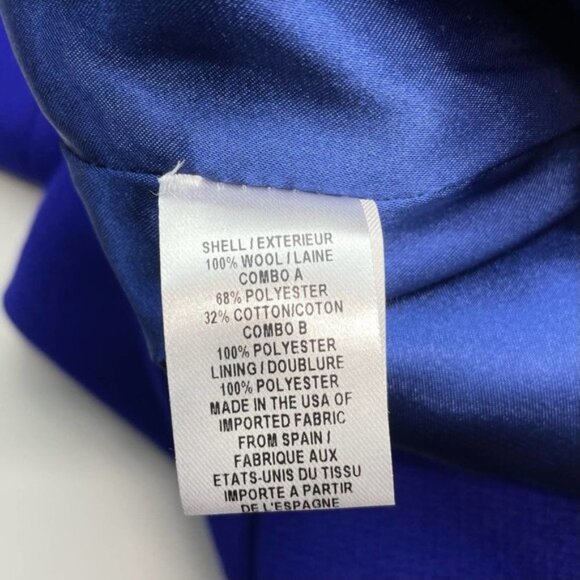 SHELL / EXTERIEUR
100% WOOL / LAINE
COMBO A
68% POLYESTER
32% COTTON/COTON
COMBO B
100% POLYESTER
LINING / DOUBLURE
100% POLYESTER
MADE IN THE USA OF
IMPORTED FABRIC
FROM SPAIN /
FABRIQUE AUX
ETATS-UNIS DU TISSU
IMPORTE A PARTIR
DE L'ESPAGNE